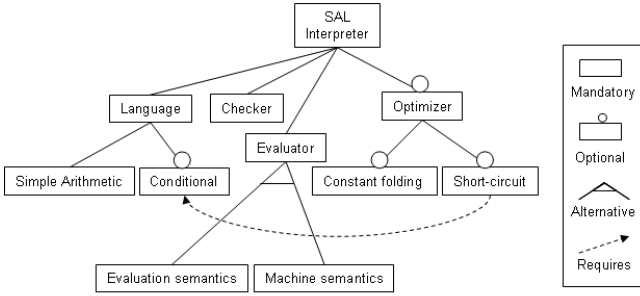 SAL
Interpreter
Language
Checker
Optimizer
Evaluator
Simple Arithmetic
Conditional
Constant folding
Short-circuit
Evaluation semantics
Machine semantics
Mandatory
Optional
Alternative
Requires